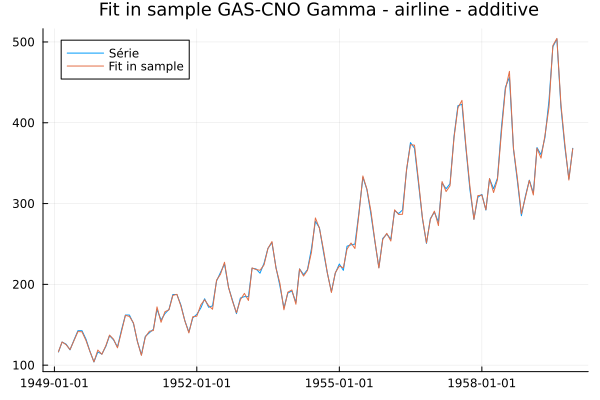 Fit in sample GAS-CNO Gamma - airline - additive
Série
Fit in sample
500
400
300
200
100
1949-01-01 1952-01-01 1955-01-01 1958-01-01